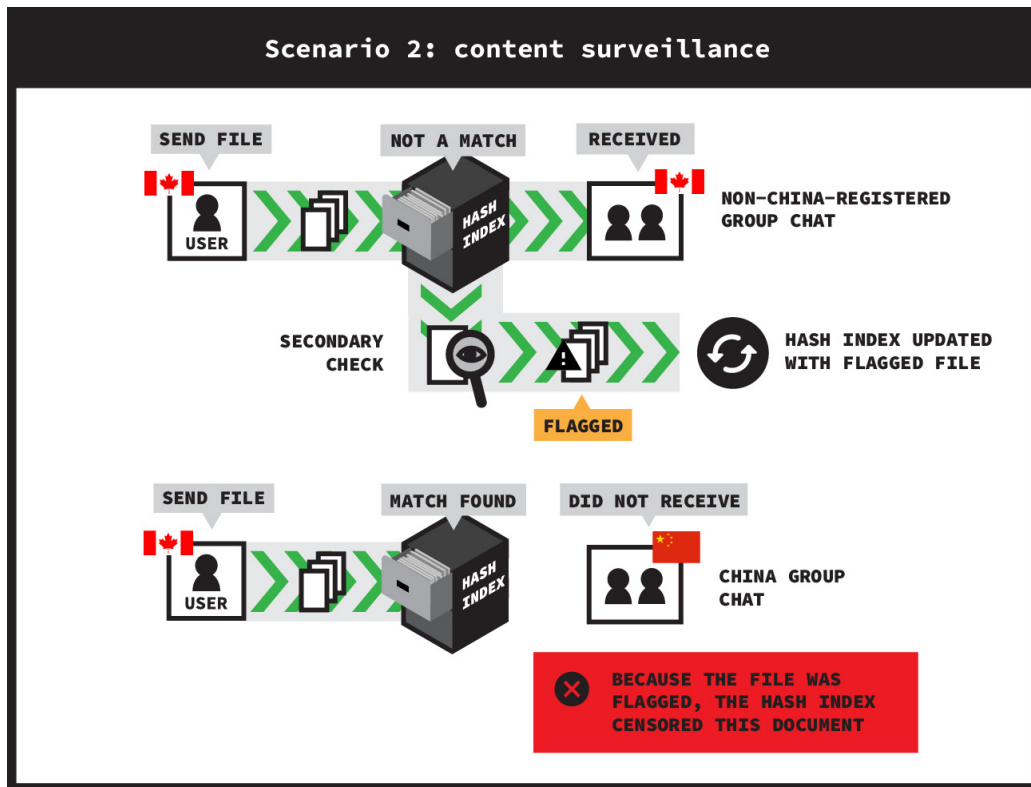 Scenario 2: content surveillance
SEND FILE
NOT A MATCH
RECEIVED
USER
HASH
INDEX
NON-CHINA-REGISTERED
GROUP CHAT
SECONDARY
CHECK
HASH INDEX UPDATED
WITH FLAGGED FILE
FLAGGED
SEND FILE
MATCH FOUND
DID NOT RECEIVE
USER
HASH
INDEX
CHINA GROUP
CHAT
BECAUSE THE FILE WAS
FLAGGED, THE HASH INDEX
CENSORED THIS DOCUMENT